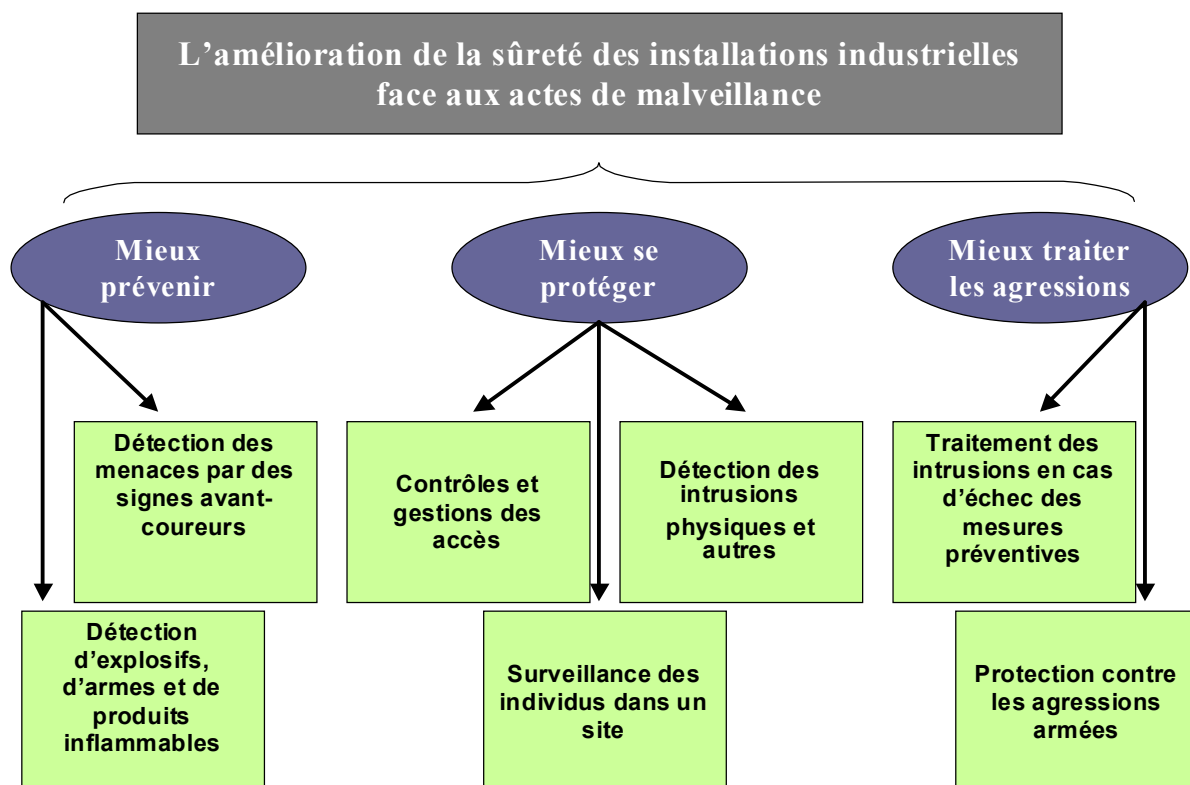 L’amélioration de la sûreté des installations industrielles
face aux actes de malveillance
Mieux
prévenir
Mieux se
protéger
Mieux traiter
les agressions
Détection des
menaces par des
signes avant-
coureurs
Contrôles et
gestions des
accès
Détection des
intrusions
physiques et
autres
Traitement des
intrusions en cas
d’échec des
mesures
préventives
Détection
d’explosifs,
d’armes et de
produits
inflammables
Surveillance des
individus dans un
site
Protection contre
les agressions
armées